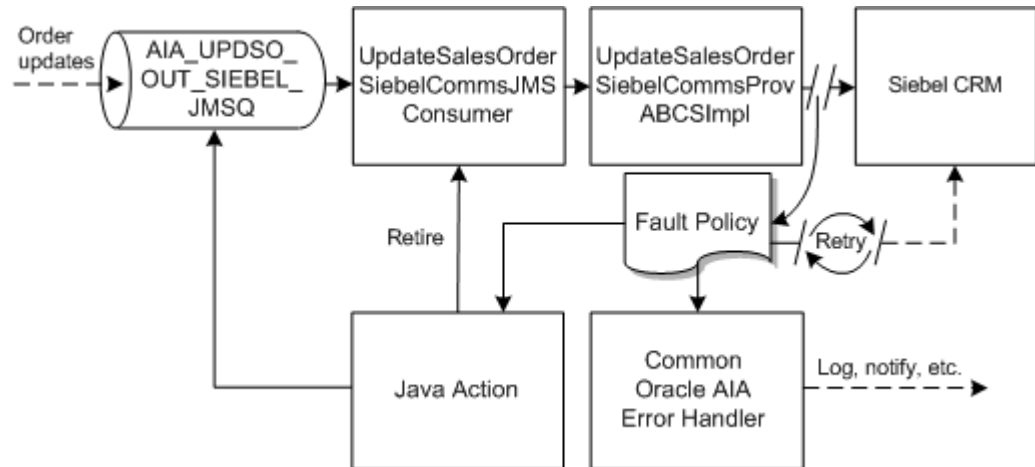 Order
updates
AIA_UPDSO_
OUT_SIEBEL_
JMSQ
UpdateSalesOrder
SiebelCommsJMS
Consumer
UpdateSalesOrder
SiebelCommsProv
ABCSImpl
Siebel CRM
Retire
Fault Policy
Retry
Java Action
Common
Oracle AIA
Error Handler
Log, notify, etc.